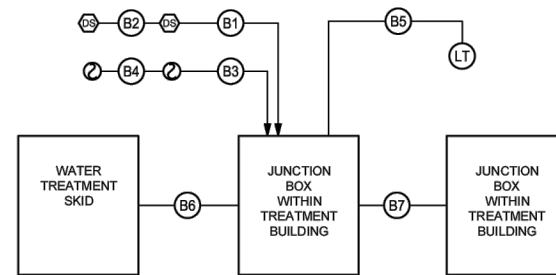 DS B2 DS B1 B5
B4 B3 LT
WATER
TREATMENT
SKID
B6
JUNCTION
BOX
WITHIN
TREATMENT
BUILDING
B7
JUNCTION
BOX
WITHIN
TREATMENT
BUILDING